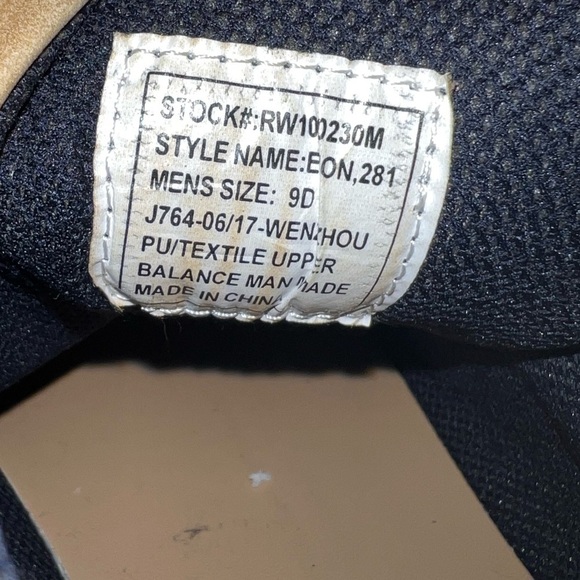 STOCK#:RW100230M
STYLE NAME:EON,281
MENS SIZE: 9D
J764-06/17-WENZHOU
PU/TEXTILE UPPER
BALANCE MAN MADE
MADE IN CHINA